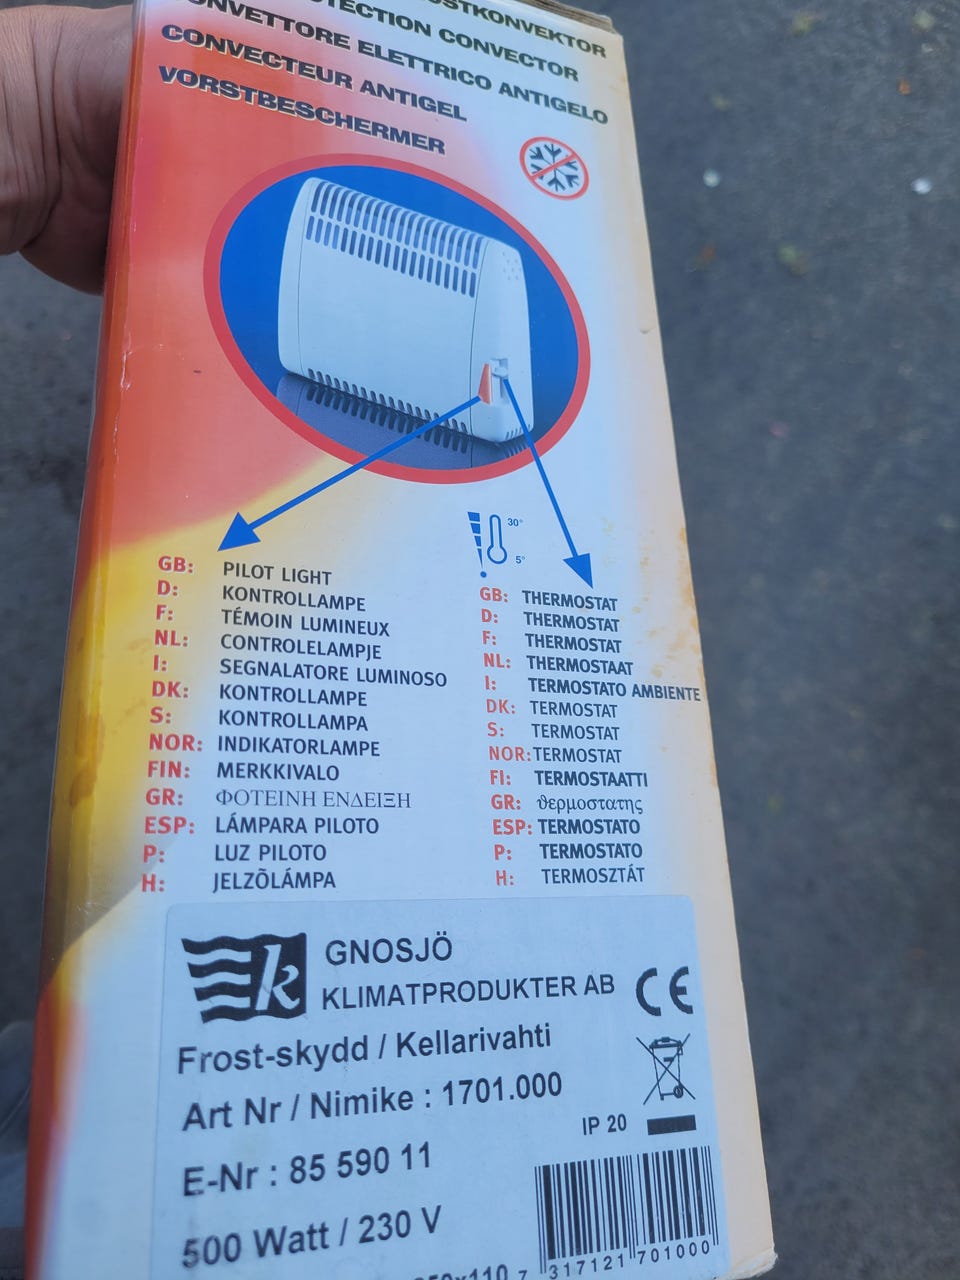 CONVECTOR
CONVETTORE ELETTRICO ANTIGELO
CONVECTEUR ANTIGEL
VORSTBESCHERMER
30°
5°
GB: PILOT LIGHT
D: KONTROLLAMPE
F: TÉMOIN LUMINEUX
NL: CONTROLELAMPJE
I: SEGNALATORE LUMINOSO
DK: KONTROLLAMPE
S: KONTROLLAMPA
NOR: INDIKATORLAMPE
FIN: MERKKIVALO
GR: ΦΟΤΕΙΝΗ ΕΝΔΕΙΞΗ
ESP: LÁMPARA PILOTO
P: LUZ PILOTO
H: JELZÕLÁMPA
GB: THERMOSTAT
D: THERMOSTAT
F: THERMOSTAT
NL: THERMOSTAAT
I: TERMOSTATO AMBIENTE
DK: TERMOSTAT
S: TERMOSTAT
NOR: TERMOSTAT
FI: TERMOSTAATTI
GR: ϑερμοστατης
ESP: TERMOSTATO
P: TERMOSTATO
H: TERMOSZTÁT
k GNOSJÖ
KLIMATPRODUKTER AB CE
Frost-skydd / Kellarivahti
Art Nr / Nimike : 1701.000
IP 20
E-Nr : 85 590 11
500 Watt / 230 V
7 317121 701000